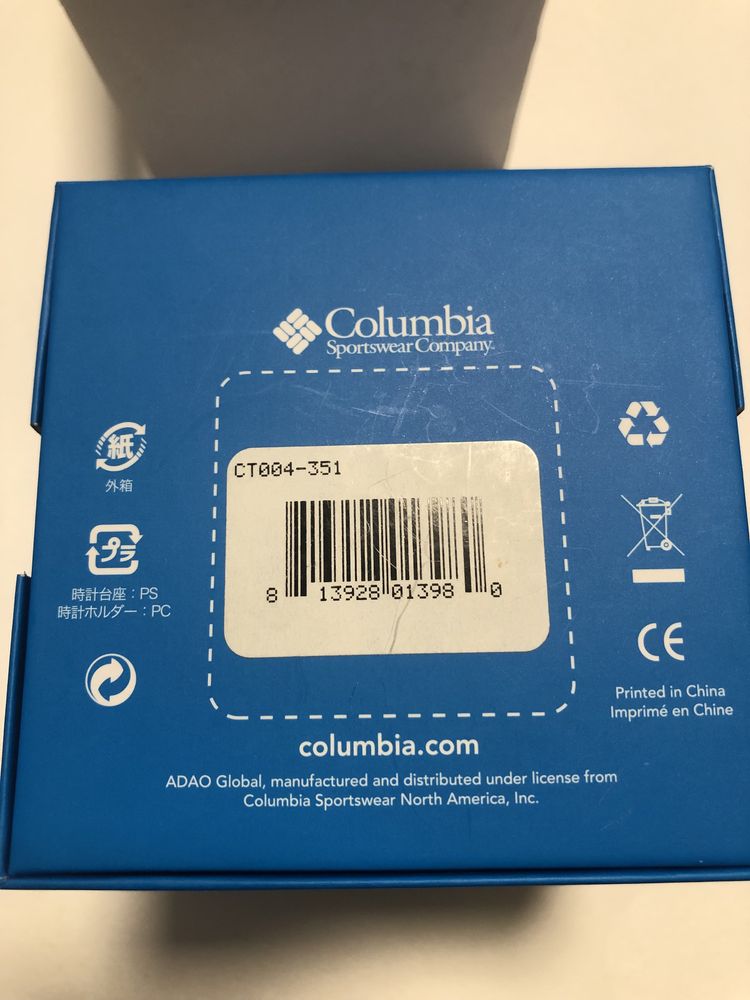 Columbia
Sportswear Company
紙
外箱
プラ
時計台座：PS
時計ホルダー：PC
CT004-351
8 13928 01398 0
CE
Printed in China
Imprimé en Chine
columbia.com
ADAO Global, manufactured and distributed under license from
Columbia Sportswear North America, Inc.